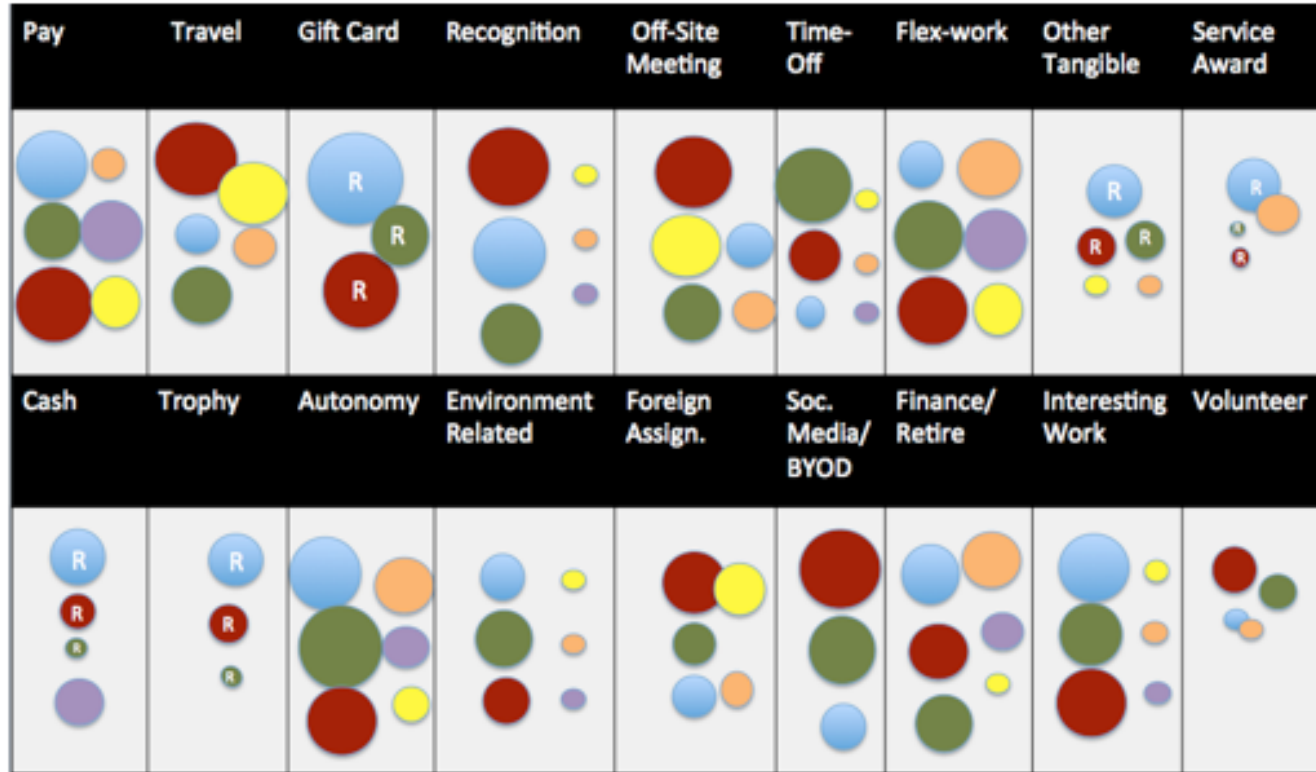 Pay Travel Gift Card Recognition Off-Site Time- Flex-work Other Service
Meeting Off Tangible Award
R R R
R R
R R
R R
Cash Trophy Autonomy Environment Foreign Soc. Finance/ Interesting Volunteer
Related Assign. Media/ Retire Work
BYOD
R R
R R
R R